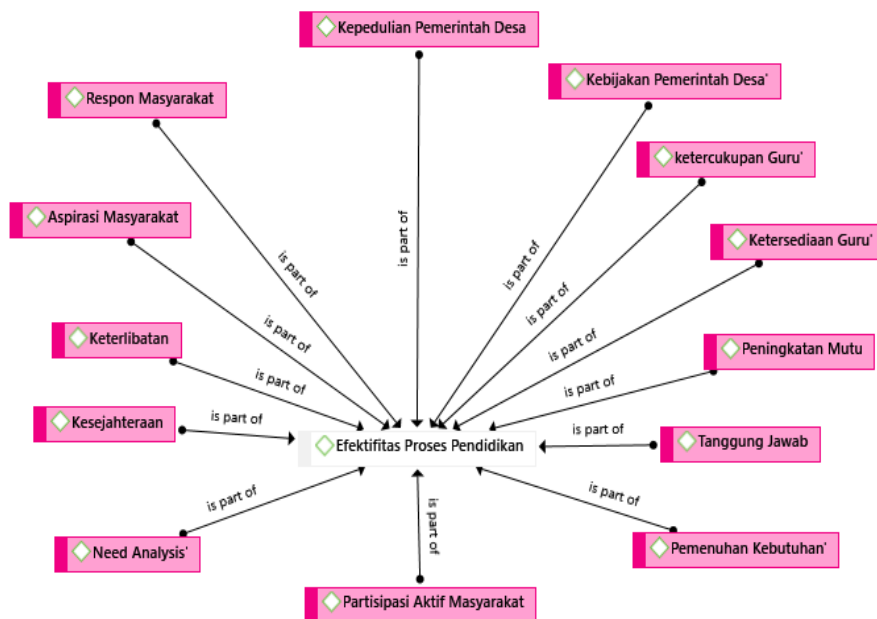 Kepedulian Pemerintah Desa
Kebijakan Pemerintah Desa'
Respon Masyarakat
ketercukupan Guru'
Aspirasi Masyarakat
Ketersediaan Guru'
is part of
is part of
is part of
is part of
is part of
Keterlibatan
is part of
Peningkatan Mutu
is part of
is part of
Kesejahteraan
is part of
Efektifitas Proses Pendidikan
is part of
Tanggung Jawab
is part of
is part of
is part of
Need Analysis'
Pemenuhan Kebutuhan'
Partisipasi Aktif Masyarakat